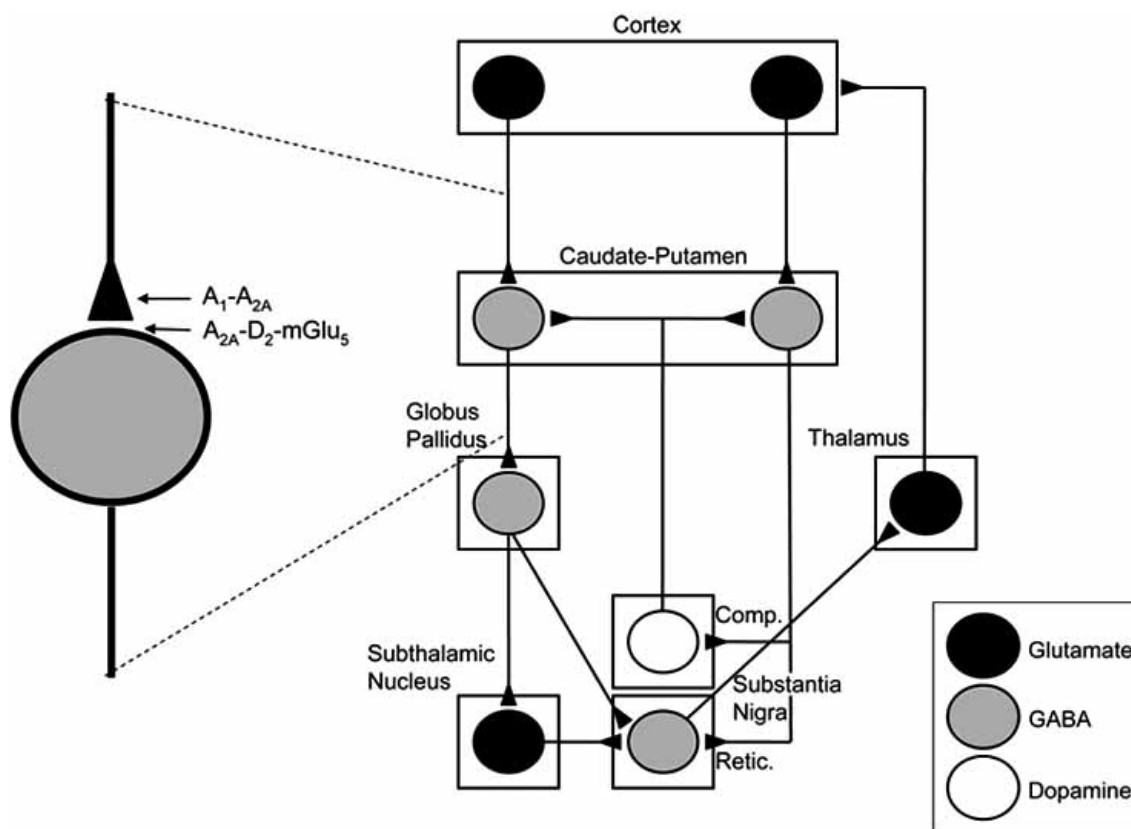 Cortex
Caudate-Putamen
A₁-A₂A
A₂A-D₂-mGlu₅
Globus
Pallidus
Thalamus
Comp.
Subthalamic
Nucleus
Substantia
Nigra
Retic.
Glutamate
GABA
Dopamine